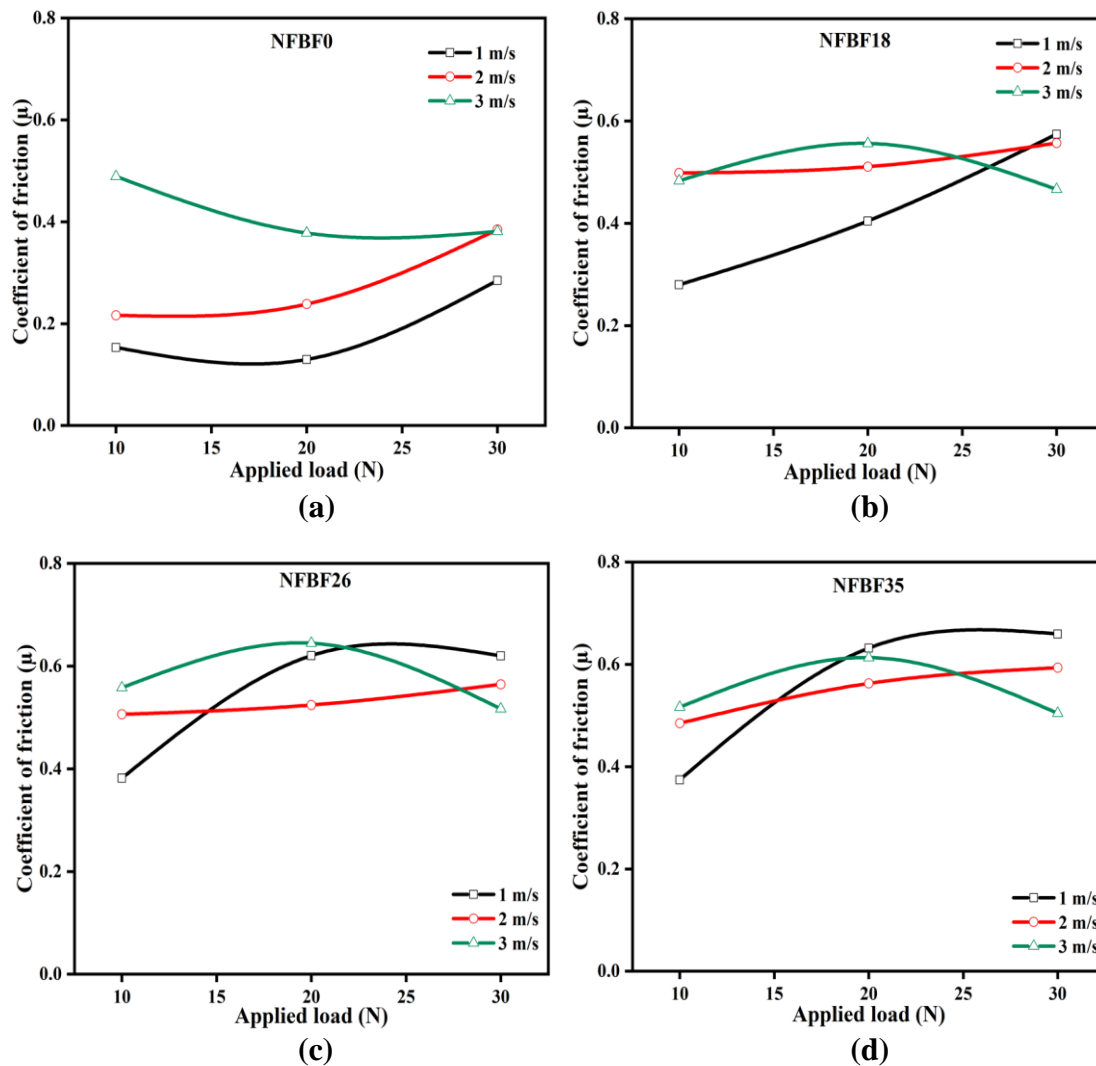 NFBF0
1 m/s
2 m/s
3 m/s
Coefficient of friction (μ)
0.8
0.6
0.4
0.2
0.0
10 15 20 25 30
Applied load (N)
(a)
NFBF18
1 m/s
2 m/s
3 m/s
Coefficient of friction (μ)
0.8
0.6
0.4
0.2
0.0
10 15 20 25 30
Applied load (N)
(b)
NFBF26
Coefficient of friction (μ)
0.8
0.6
0.4
0.2
0.0
1 m/s
2 m/s
3 m/s
10 15 20 25 30
Applied load (N)
(c)
NFBF35
Coefficient of friction (μ)
0.8
0.6
0.4
0.2
0.0
1 m/s
2 m/s
3 m/s
10 15 20 25 30
Applied load (N)
(d)